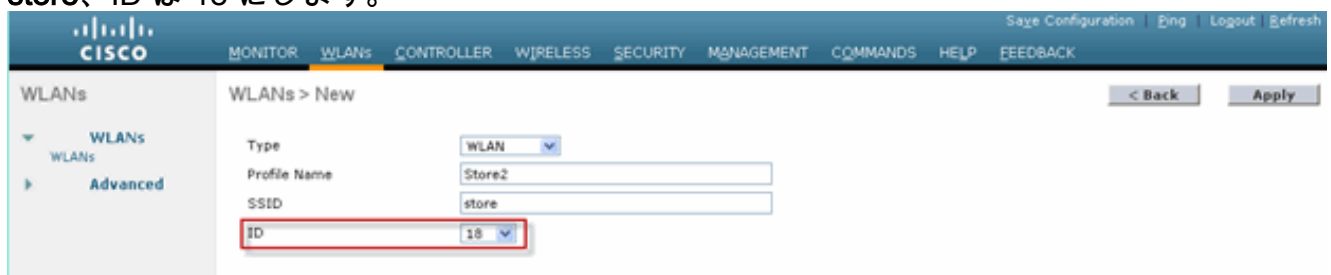 store、ID は 18 にします。
Save Configuration | Ping | Logout | Refresh
CISCO
MONITOR WLANs CONTROLLER WIRELESS SECURITY MANAGEMENT COMMANDS HELP FEEDBACK
WLANs
WLANs > New
< Back
Apply
WLANs
WLANs
Advanced
Type WLAN
Profile Name Store2
SSID store
ID 18